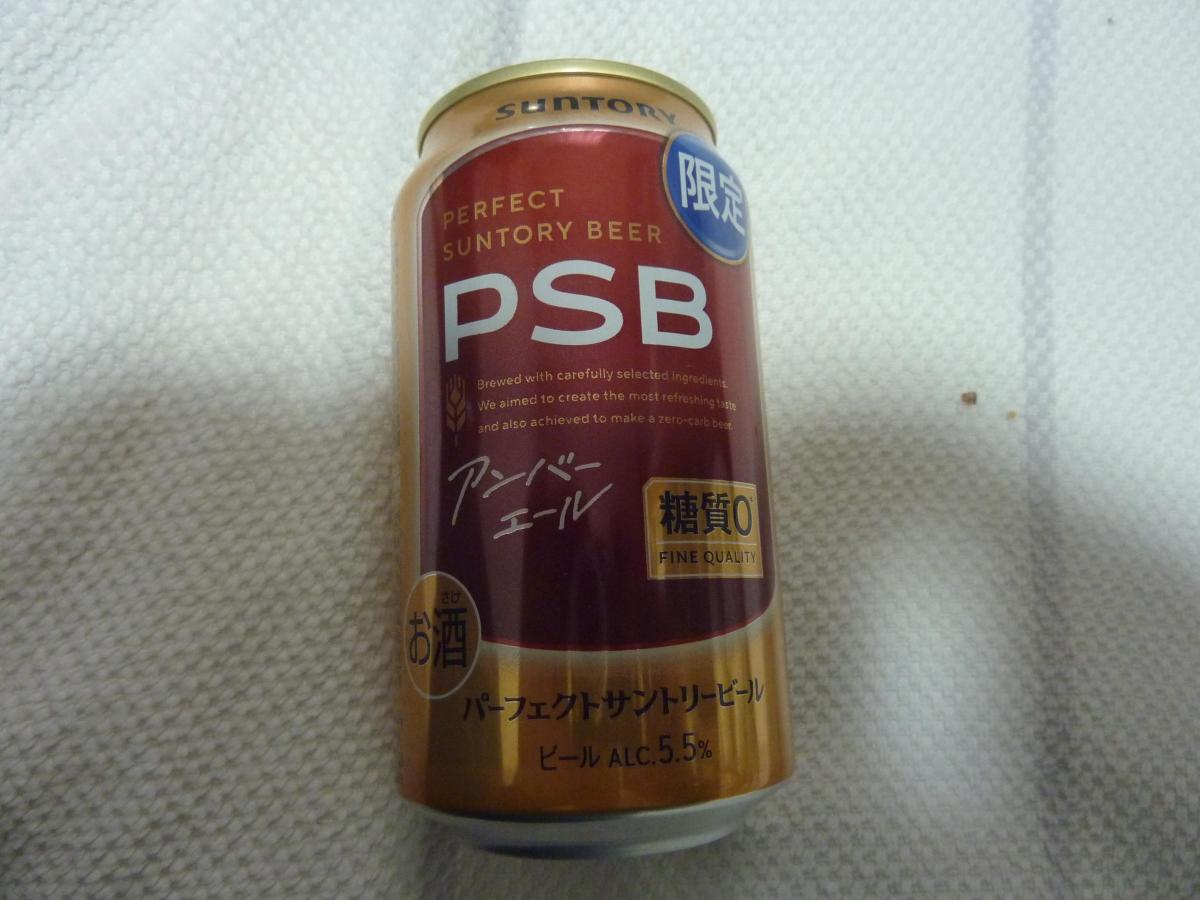 SUNTORY
限定
PERFECT
SUNTORY BEER
PSB
Brewed with carefully selected ingredients.
We aimed to create the most refreshing taste
and also achieved to make a zero-carb beer.
アンバー
エール
糖質0*
FINE QUALITY
さけ
お酒
パーフェクトサントリービール
ビール ALC.5.5%